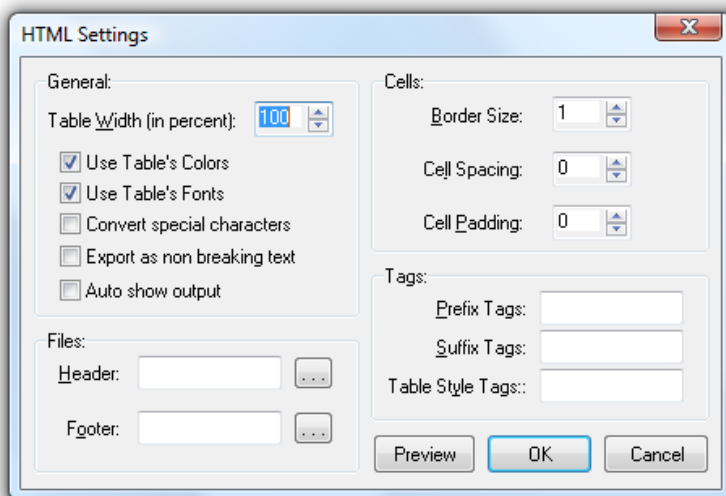 HTML Settings
X
General:
Table Width (in percent): 100
Use Table's Colors
Use Table's Fonts
Convert special characters
Export as non breaking text
Auto show output
Files:
Header: ...
Footer: ...
Cells:
Border Size: 1
Cell Spacing: 0
Cell Padding: 0
Tags:
Prefix Tags:
Suffix Tags:
Table Style Tags::
Preview OK Cancel